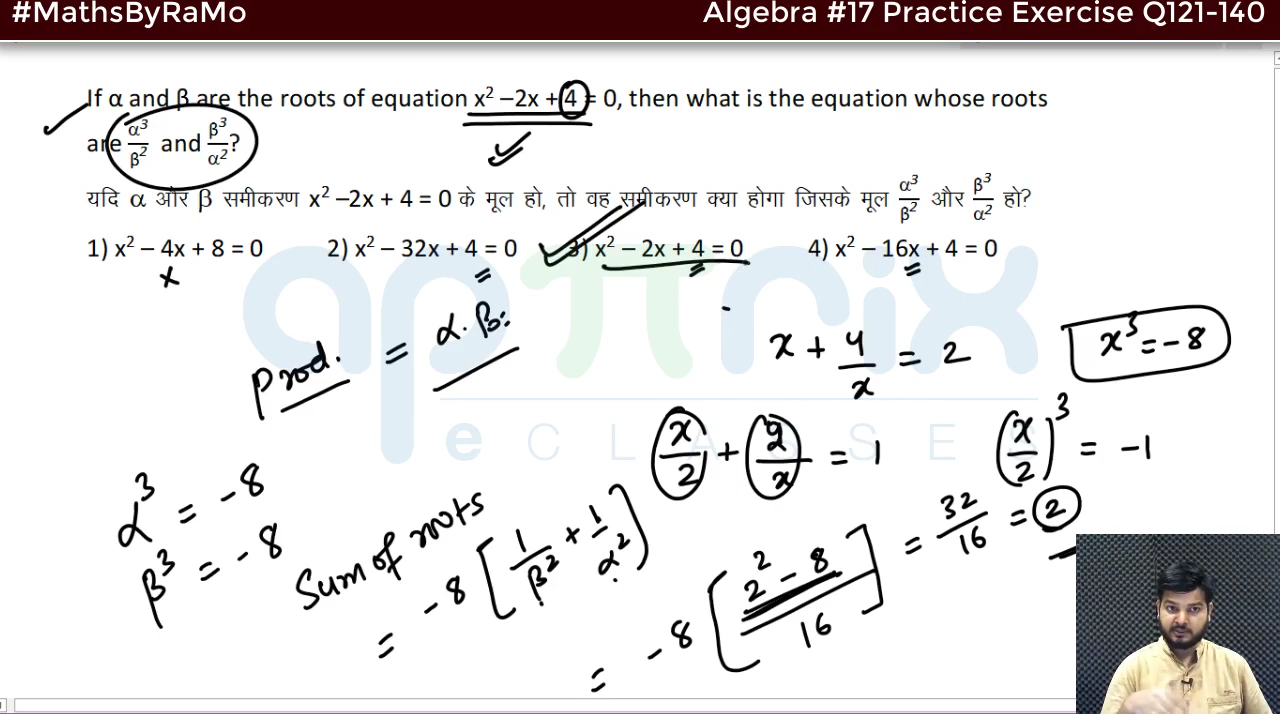 #MathsByRaMo
Algebra #17 Practice Exercise Q121-140
If α and β are the roots of equation x² –2x + 4 = 0, then what is the equation whose roots
are α³/β² and β³/α²?
यदि α और β समीकरण x² –2x + 4 = 0 के मूल हो, तो वह समीकरण क्या होगा जिसके मूल α³/β² और β³/α² हो?
1) x² – 4x + 8 = 0 2) x² – 32x + 4 = 0 3) x² – 2x + 4 = 0 4) x² – 16x + 4 = 0
apπrix
eCLASSES
Prod. = α.β.
x + 4/x = 2
x³ = -8
x/2 + 2/x = 1
(x/2)³ = -1
α³ = -8
β³ = -8
Sum of roots
= -8 [1/β² + 1/α²]
= -8 [(2² - 8)/16] = 32/16 = 2